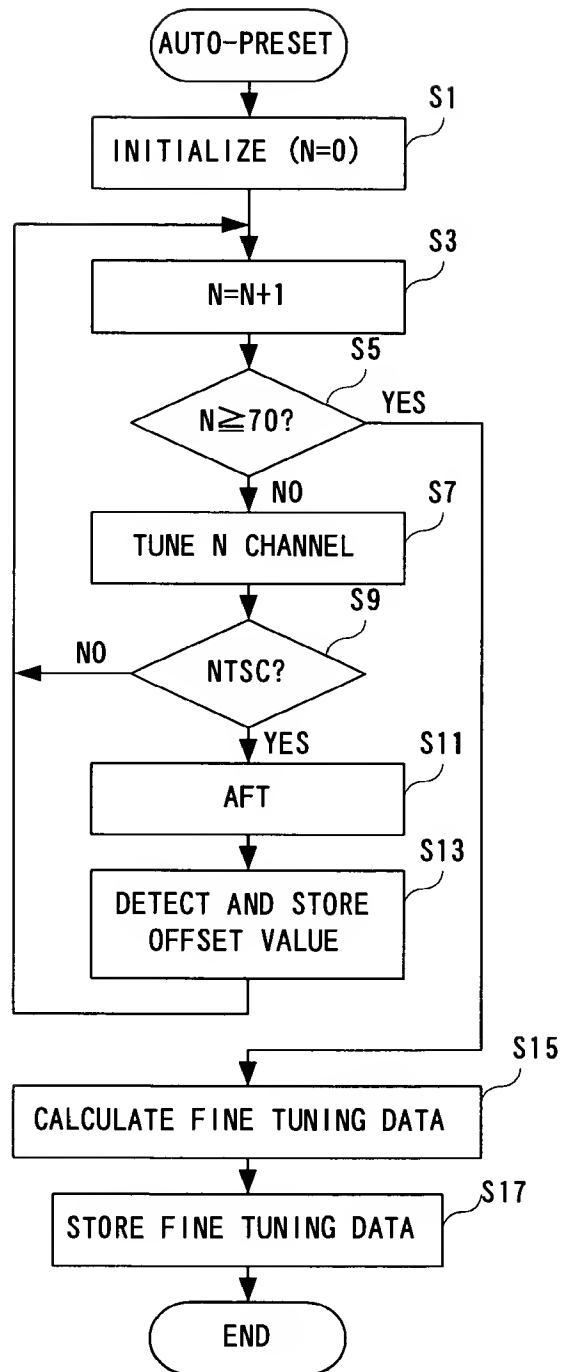 AUTO-PRESET
S1
INITIALIZE (N=0)
S3
N=N+1
S5
N≧70?
YES
NO
S7
TUNE N CHANNEL
S9
NO
NTSC?
YES
S11
AFT
S13
DETECT AND STORE
OFFSET VALUE
S15
CALCULATE FINE TUNING DATA
S17
STORE FINE TUNING DATA
END